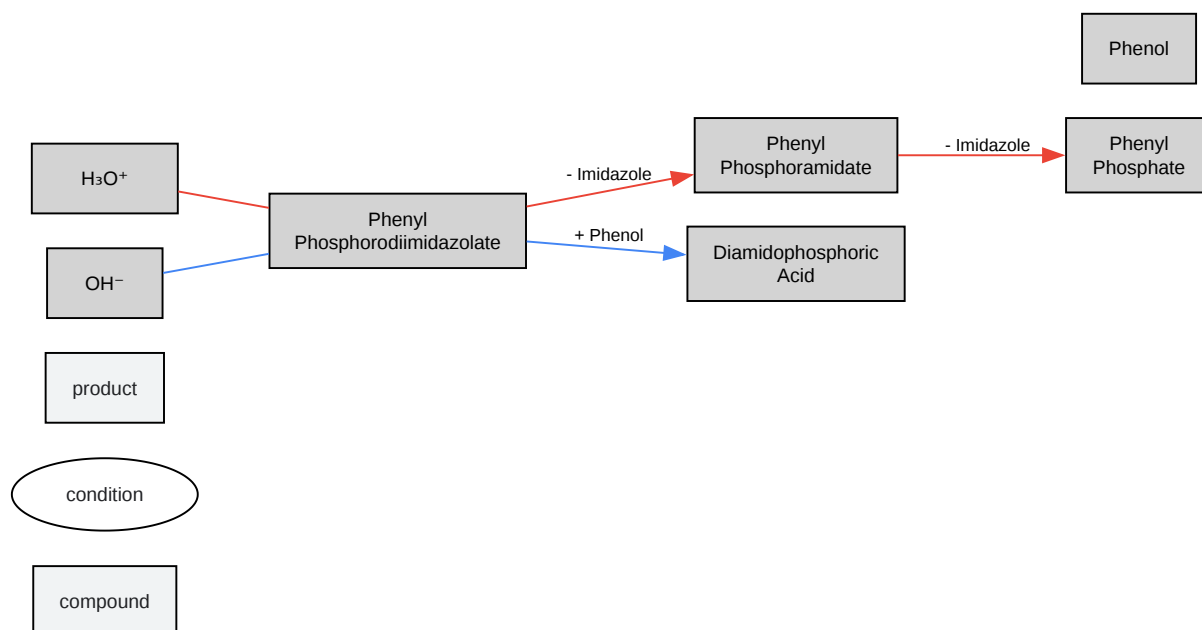 Phenol
H₃O⁺
Phenyl
Phosphorodiimidazolate
- Imidazole
Phenyl
Phosphoramidate
- Imidazole
Phenyl
Phosphate
OH⁻
+ Phenol
Diamidophosphoric
Acid
product
condition
compound